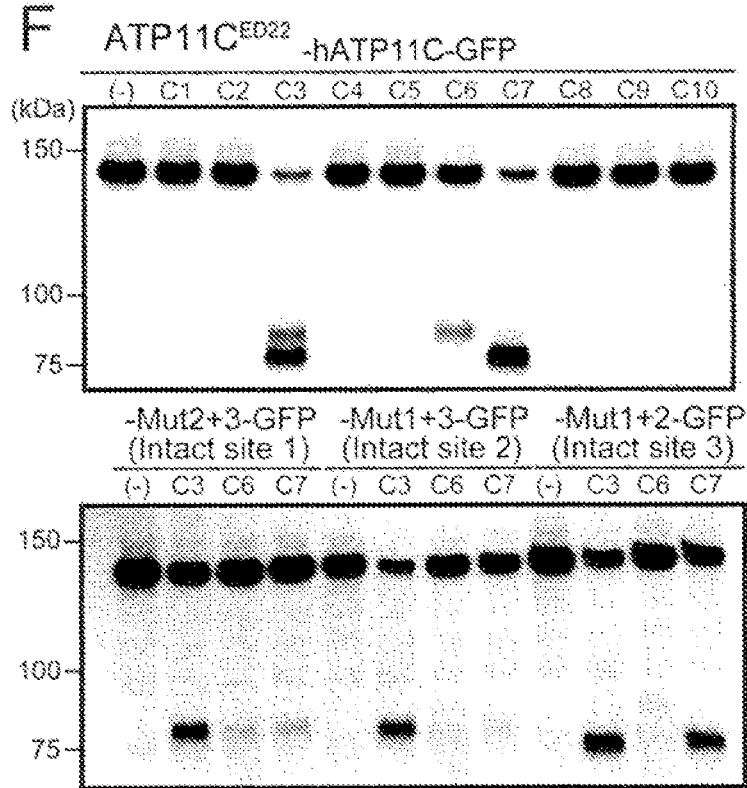 F ATP11C^ED22 -hATP11C-GFP
(kDa) (-) C1 C2 C3 C4 C5 C6 C7 C8 C9 C10
150
100
75
-Mut2+3-GFP -Mut1+3-GFP -Mut1+2-GFP
(Intact site 1) (Intact site 2) (Intact site 3)
(-) C3 C6 C7 (-) C3 C6 C7 (-) C3 C6 C7
150
100
75